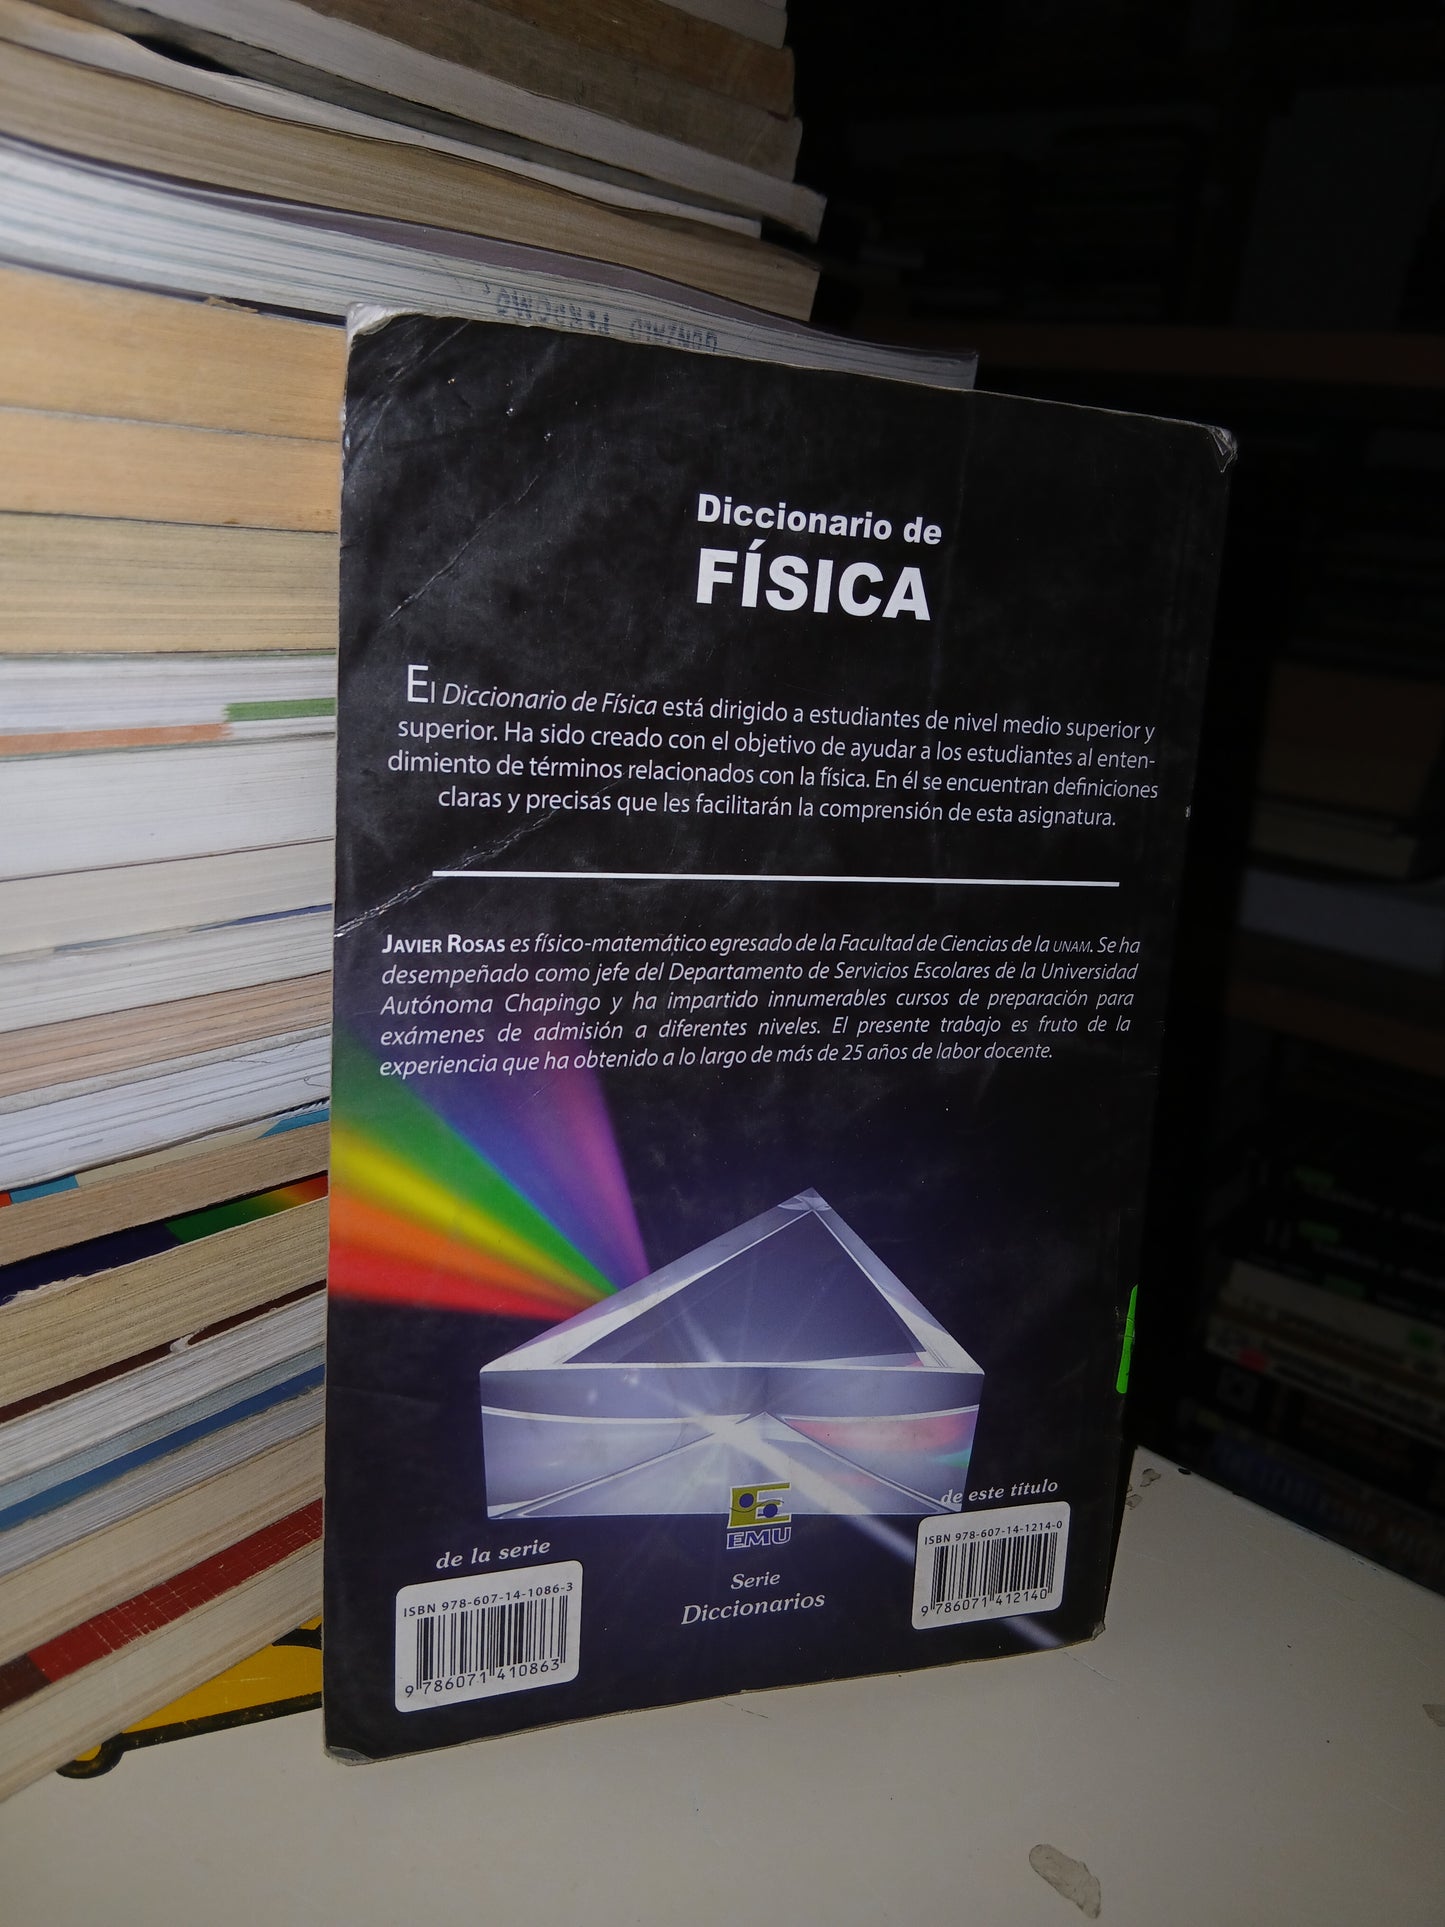 Diccionario de
FÍSICA
El Diccionario de Física está dirigido a estudiantes de nivel medio superior y
superior. Ha sido creado con el objetivo de ayudar a los estudiantes al enten-
dimiento de términos relacionados con la física. En él se encuentran definiciones
claras y precisas que les facilitarán la comprensión de esta asignatura.
JAVIER ROSAS es físico-matemático egresado de la Facultad de Ciencias de la UNAM. Se ha
desempeñado como jefe del Departamento de Servicios Escolares de la Universidad
Autónoma Chapingo y ha impartido innumerables cursos de preparación para
exámenes de admisión a diferentes niveles. El presente trabajo es fruto de la
experiencia que ha obtenido a lo largo de más de 25 años de labor docente.
EMU
Serie
Diccionarios
de la serie
ISBN 978-607-14-1086-3
9 786071 410863
de este título
ISBN 978-607-14-1214-0
9 786071 412140